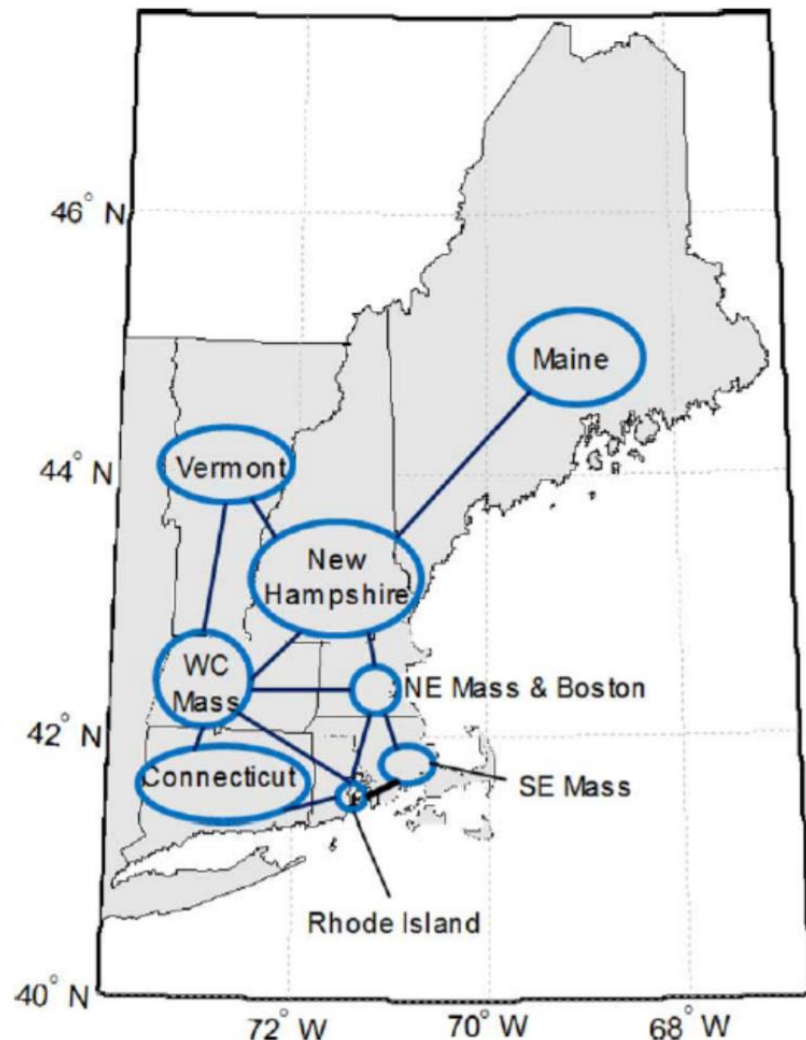 46° N
Maine
Vermont
44° N
New
Hampshire
WC
Mass
NE Mass & Boston
42° N
Connecticut
SE Mass
Rhode Island
40° N
72° W
70° W
68° W